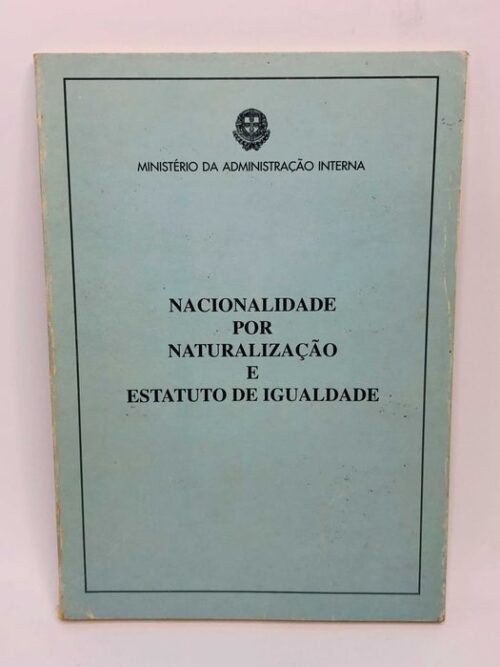 MINISTÉRIO DA ADMINISTRAÇÃO INTERNA
NACIONALIDADE
POR
NATURALIZAÇÃO
E
ESTATUTO DE IGUALDADE